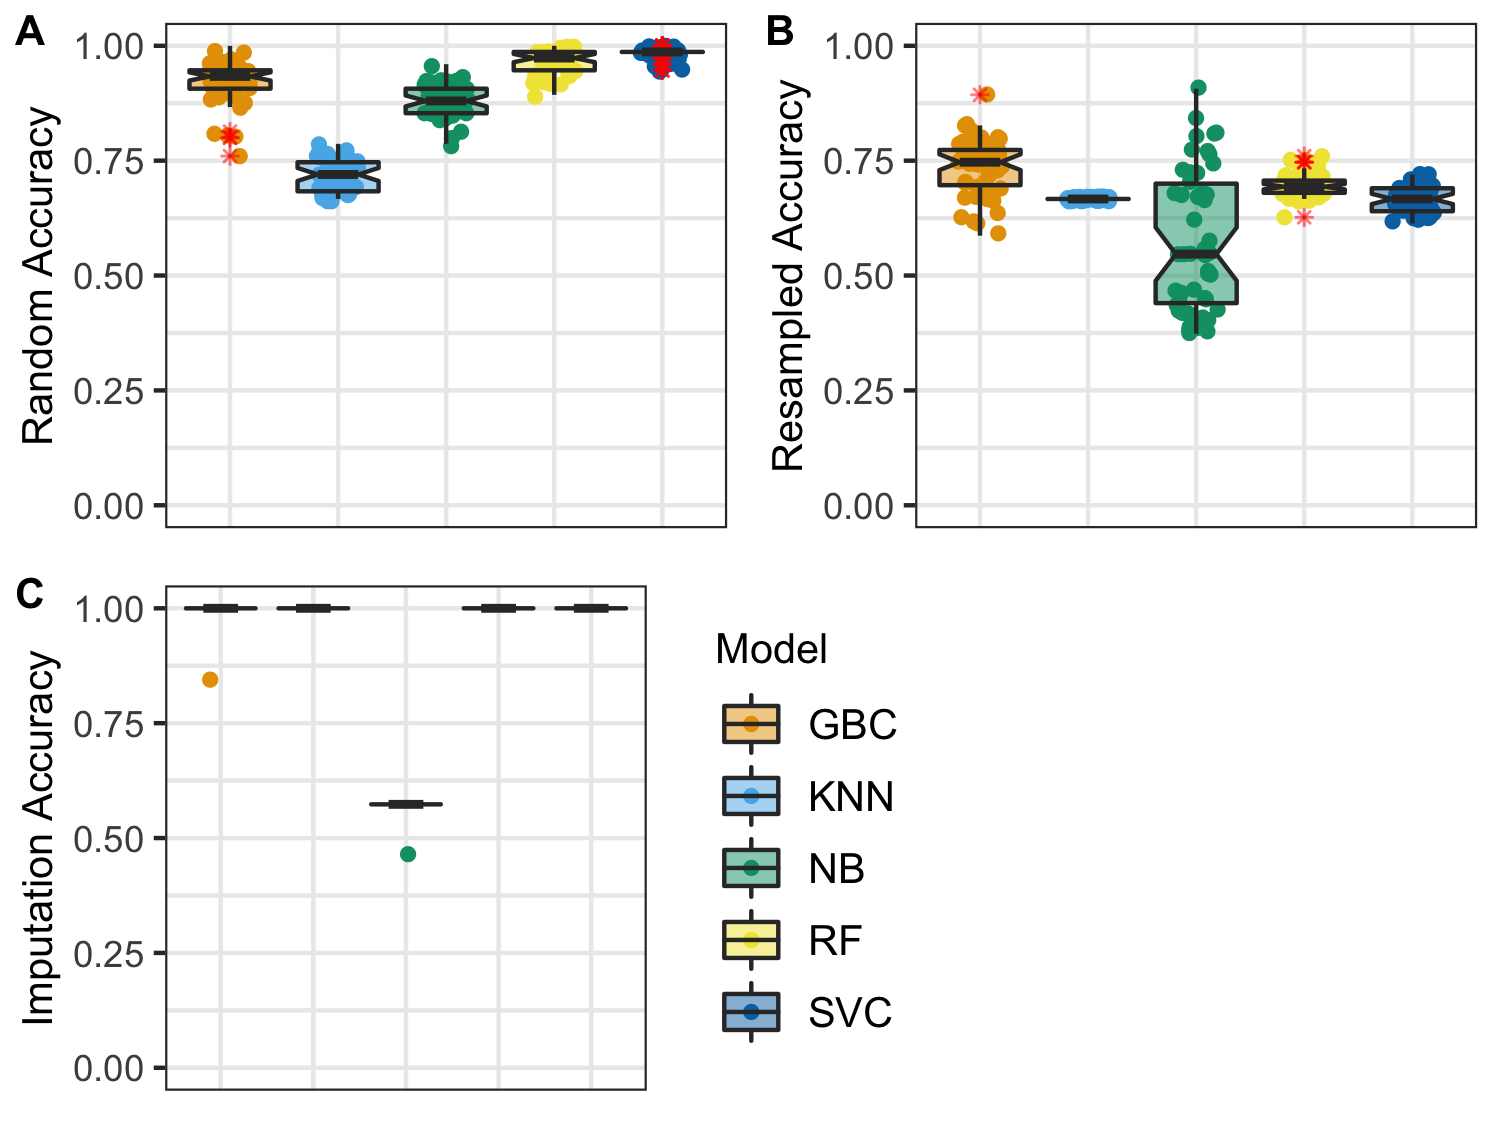 A
Random Accuracy
1.00
0.75
0.50
0.25
0.00
B
Resampled Accuracy
1.00
0.75
0.50
0.25
0.00
C
Imputation Accuracy
1.00
0.75
0.50
0.25
0.00
Model
GBC
KNN
NB
RF
SVC